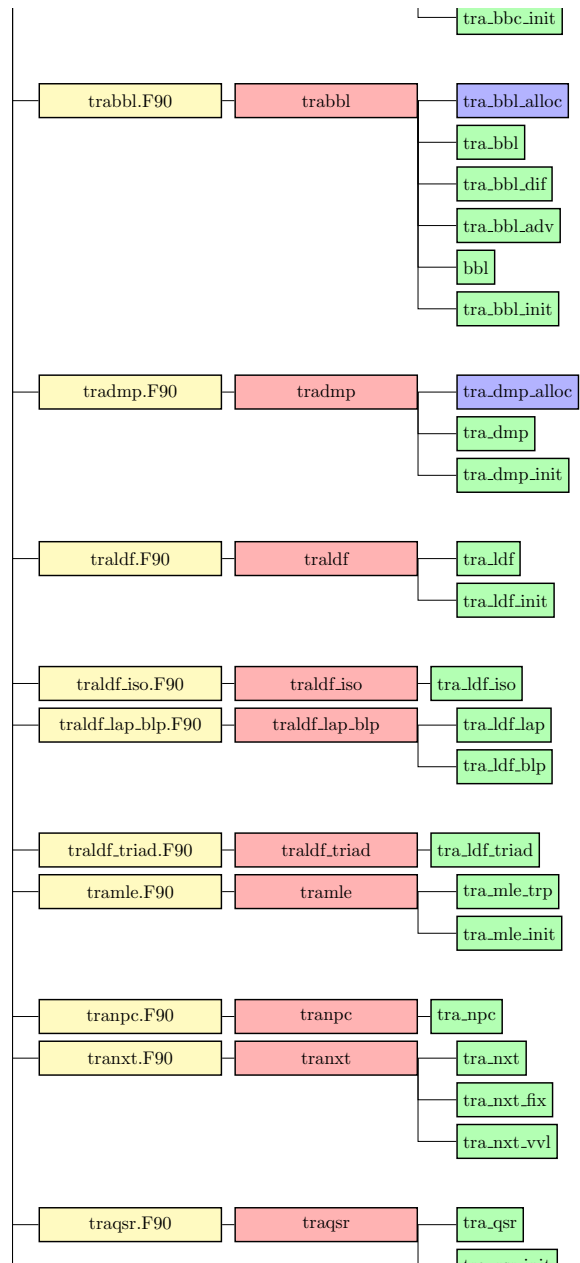 tra_bbc_init
trabbl.F90 trabbl tra_bbl_alloc
tra_bbl
tra_bbl_dif
tra_bbl_adv
bbl
tra_bbl_init
tradmp.F90 tradmp tra_dmp_alloc
tra_dmp
tra_dmp_init
traldf.F90 traldf tra_ldf
tra_ldf_init
traldf_iso.F90 traldf_iso tra_ldf_iso
traldf_lap_blp.F90 traldf_lap_blp tra_ldf_lap
tra_ldf_blp
traldf_triad.F90 traldf_triad tra_ldf_triad
tramle.F90 tramle tra_mle_trp
tra_mle_init
tranpc.F90 tranpc tra_npc
tranxt.F90 tranxt tra_nxt
tra_nxt_fix
tra_nxt_vvl
traqsr.F90 traqsr tra_qsr